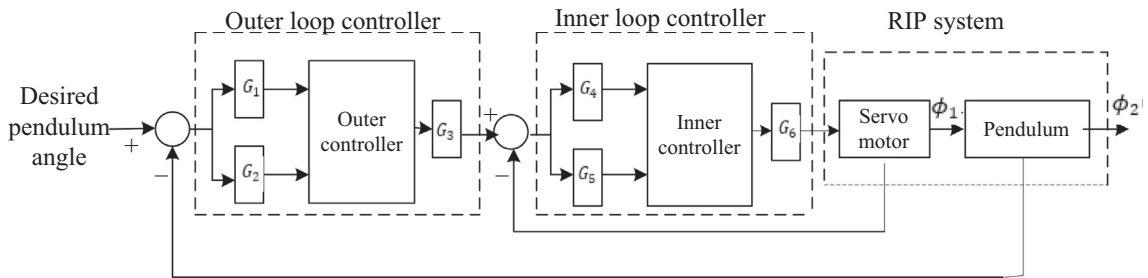 Outer loop controller
Inner loop controller
RIP system
Desired
pendulum
angle
+
−
G₁
G₂
Outer
controller
G₃
+
−
G₄
G₅
Inner
controller
G₆
Servo
motor
ϕ₁.
Pendulum
ϕ₂